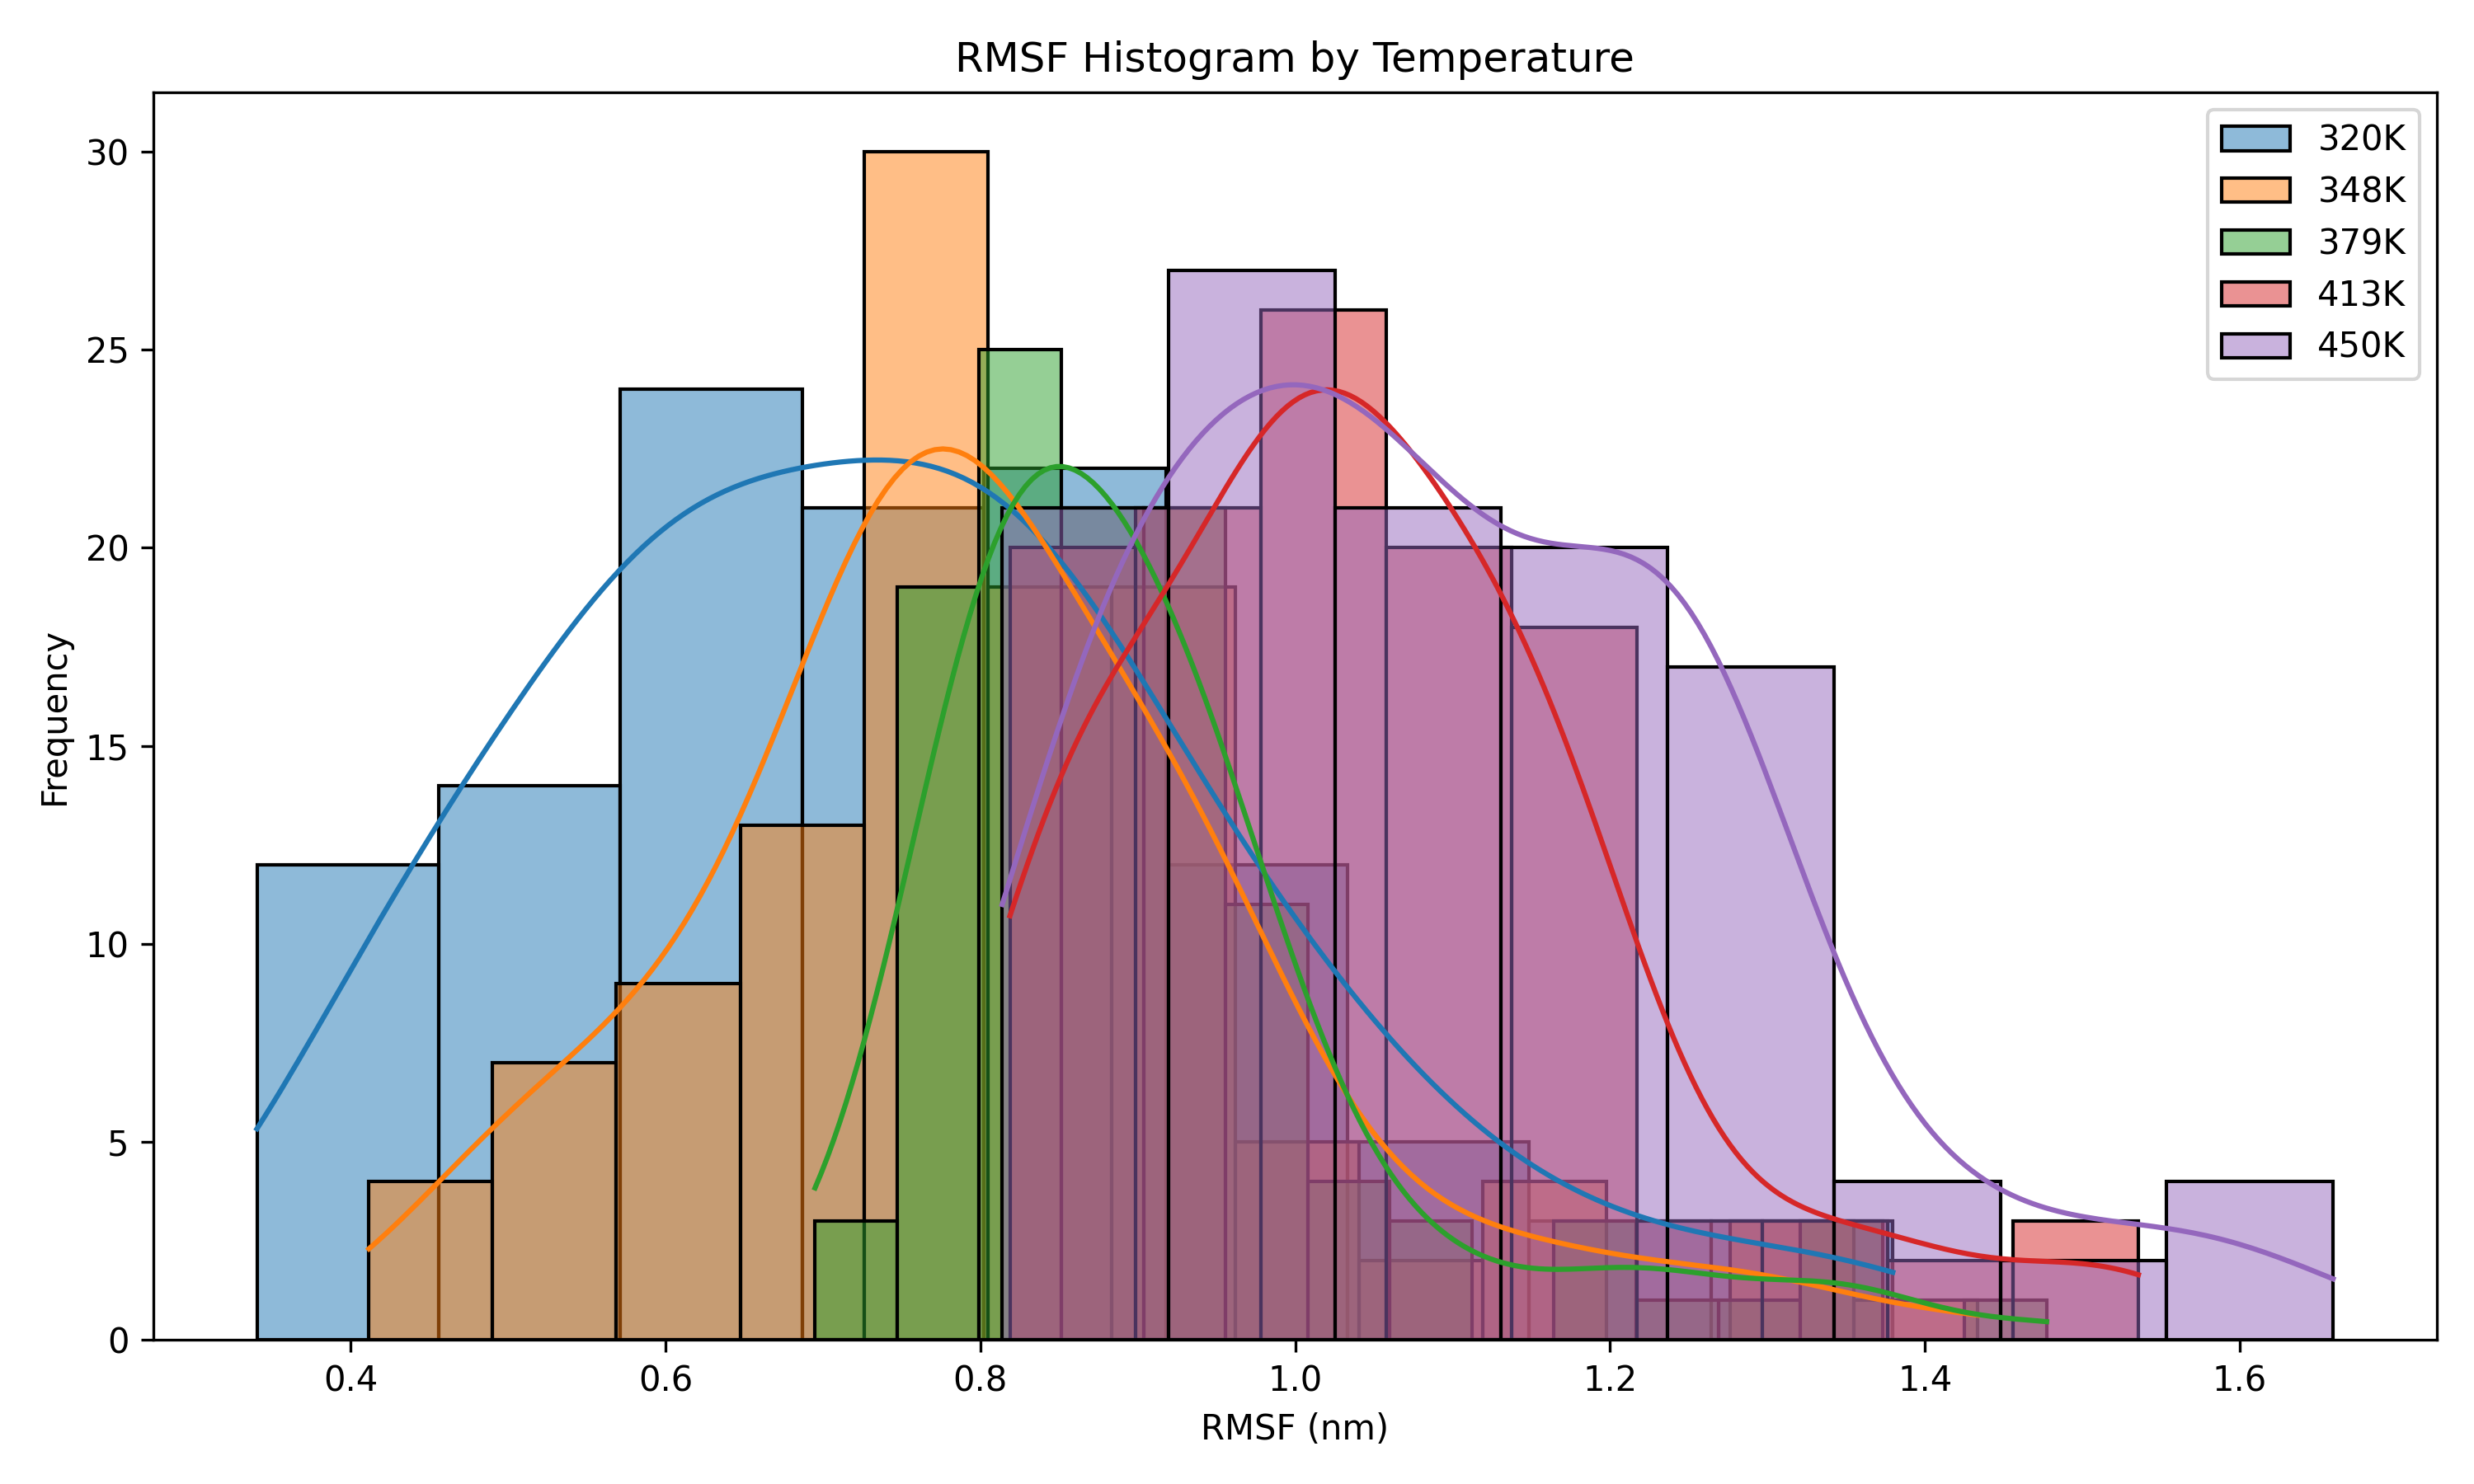 RMSF Histogram by Temperature
320K
348K
379K
413K
450K
Frequency
30
25
20
15
10
5
0
0.4 0.6 0.8 1.0 1.2 1.4 1.6
RMSF (nm)